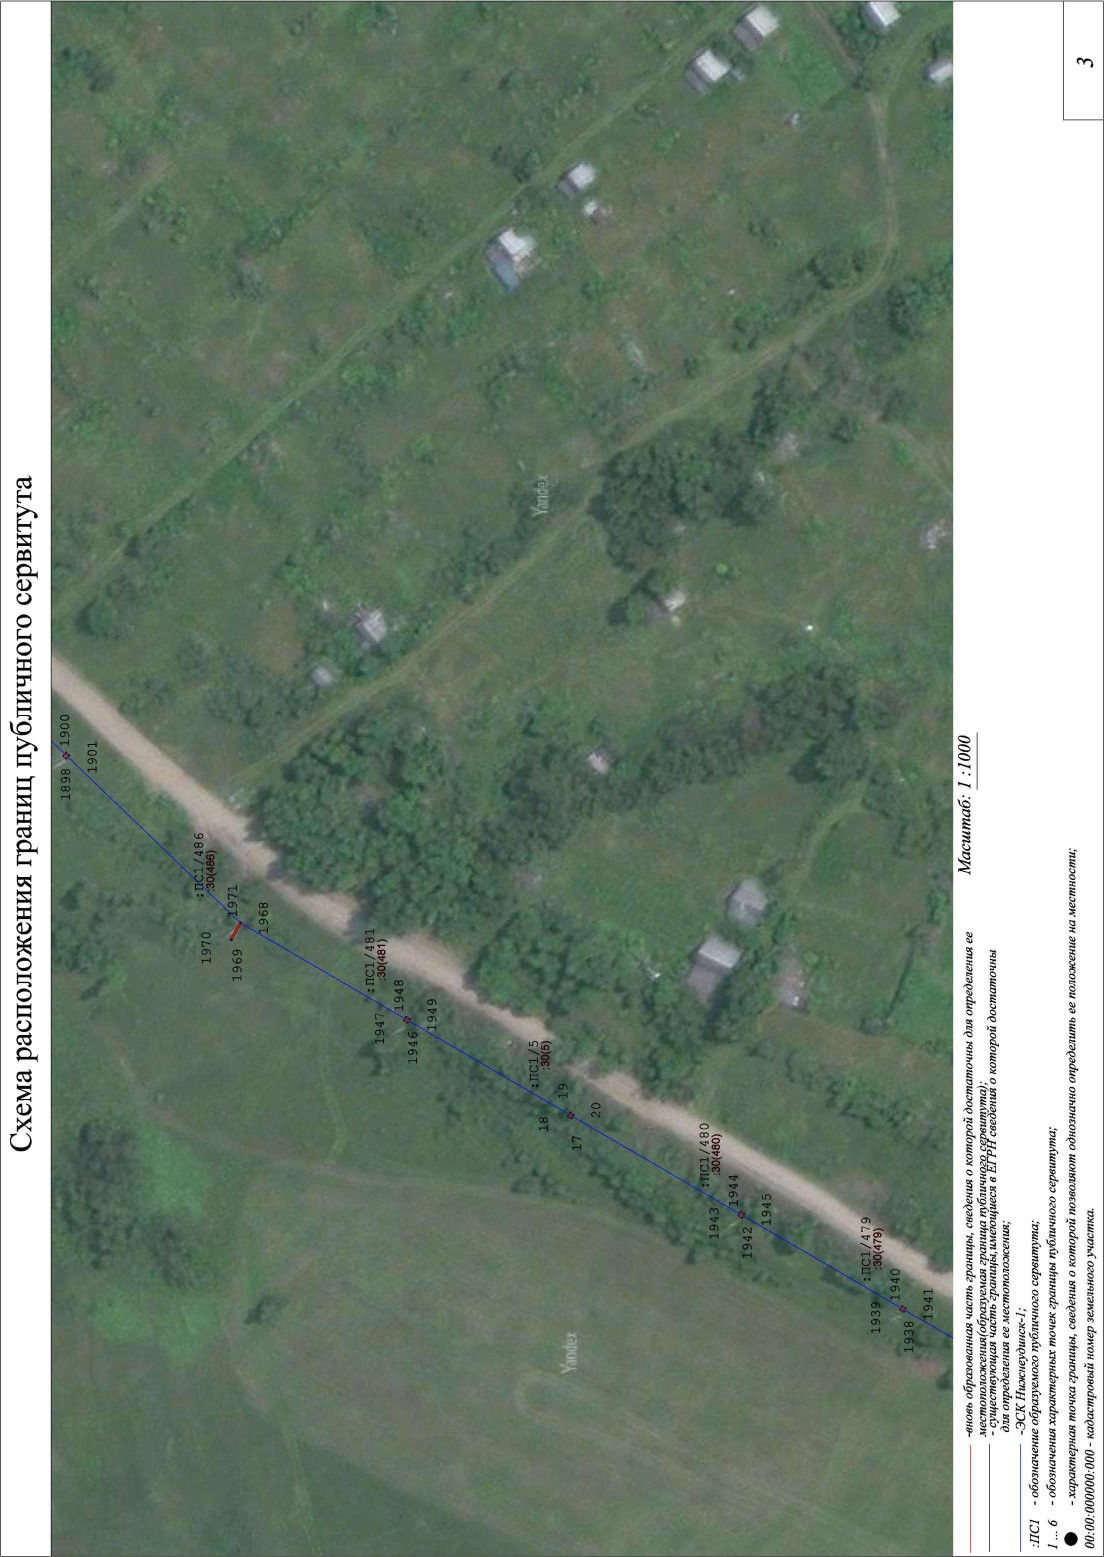 Схема расположения границ публичного сервитута
1898
1900
1901
:ПС1/486
:30(486)
1970
1971
1969
1968
:ПС1/481
:30(481)
1947
1948
1946
1949
:ПС1/5
:30(5)
18
19
17
20
:ПС1/480
:30(480)
1943
1944
1942
1945
:ПС1/479
:30(479)
1939
1940
1938
1941
Yandex
Yandex
Масштаб: 1 :1000
-вновь образованная часть границы, сведения о которой достаточны для определения ее
местоположения(образуемая граница публичного сервитута);
- существующая часть границы,имеющиеся в ЕГРН сведения о которой достаточны
для определения ее местоположения;
-ЭСК Нижнеудинск-1;
:ПС1 - обозначение образуемого публичного сервитута;
1 ... 6 - обозначения характерных точек границы публичного сервитута;
- характерная точка границы, сведения о которой позволяют однозначно определить ее положение на местности;
00:00:000000:000 - кадастровый номер земельного участка.
3